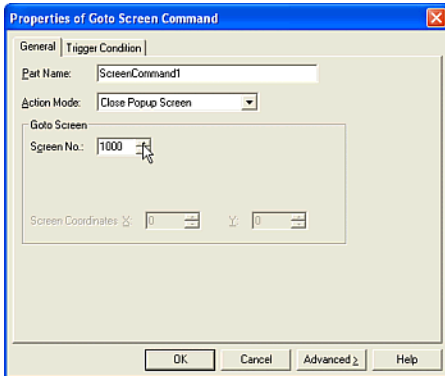 Properties of Goto Screen Command
General Trigger Condition
Part Name: ScreenCommand1
Action Mode: Close Popup Screen
Goto Screen
Screen No.: 1000
Screen Coordinates X: 0 Y: 0
OK Cancel Advanced > Help